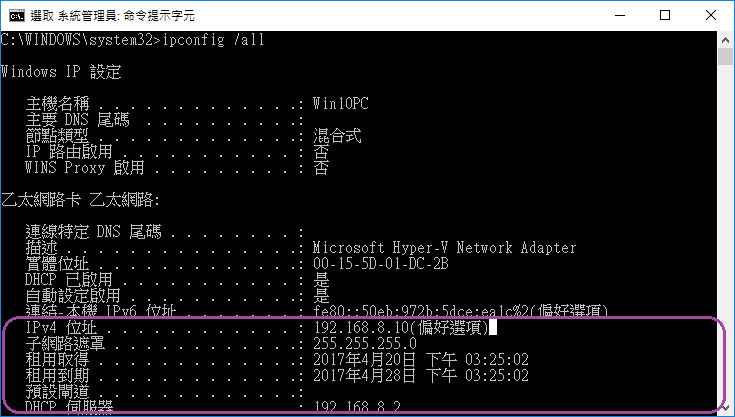 選取 系統管理員: 命令提示字元
C:\WINDOWS\system32>ipconfig /all
Windows IP 設定
主機名稱 . . . . . . . . . . . . .: Win10PC
主要 DNS 尾碼  . . . . . . . . . .:
節點類型 . . . . . . . . . . . . .: 混合式
IP 路由啟用 . . . . . . . . . . . .: 否
WINS Proxy 啟用 . . . . . . . . . .: 否
乙太網路卡 乙太網路:
連線特定 DNS 尾碼 . . . . . . . . .:
描述 . . . . . . . . . . . . . . .: Microsoft Hyper-V Network Adapter
實體位址 . . . . . . . . . . . . .: 00-15-5D-01-DC-2B
DHCP 已啟用 . . . . . . . . . . . .: 是
自動設定啟用 . . . . . . . . . . .: 是
連結-本機 IPv6 位址 . . . . . . . .: fe80::50eb:972b:5dce:ea1c%2(偏好選項)
IPv4 位址 . . . . . . . . . . . . .: 192.168.8.10(偏好選項)
子網路遮罩 . . . . . . . . . . . .: 255.255.255.0
租用取得 . . . . . . . . . . . . .: 2017年4月20日 下午 03:25:02
租用到期 . . . . . . . . . . . . .: 2017年4月28日 下午 03:25:02
預設閘道 . . . . . . . . . . . . .:
DHCP 伺服器 . . . . . . . . . . . .: 192.168.8.2